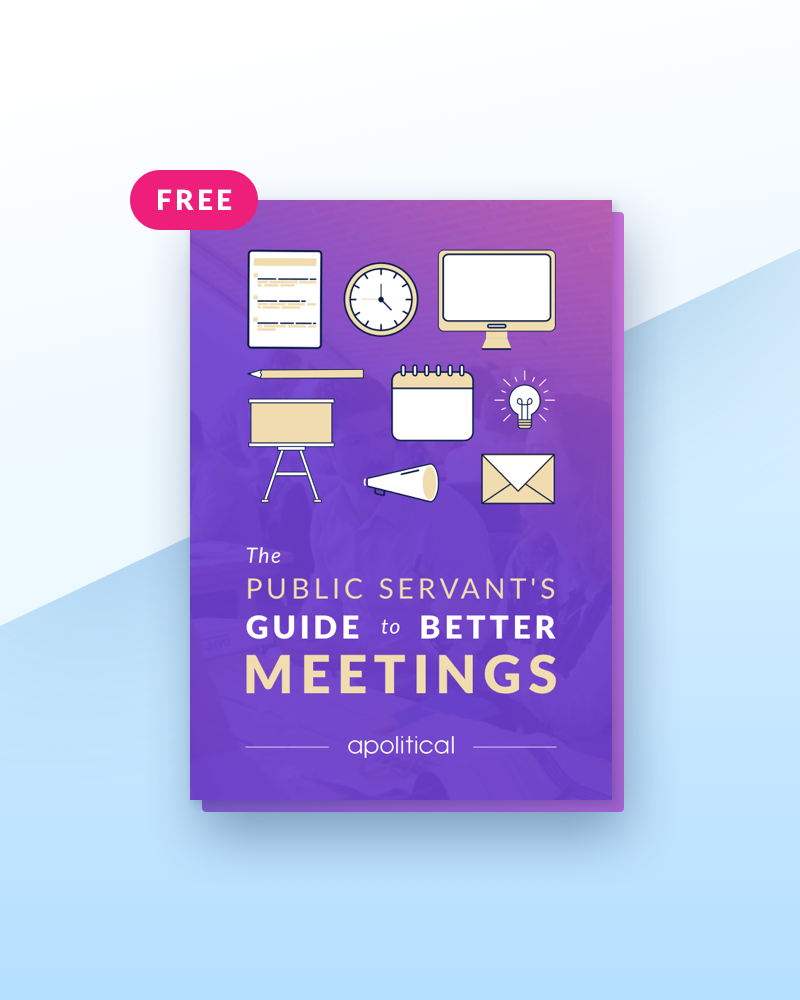 FREE
The
PUBLIC SERVANT'S
GUIDE to BETTER
MEETINGS
apolitical